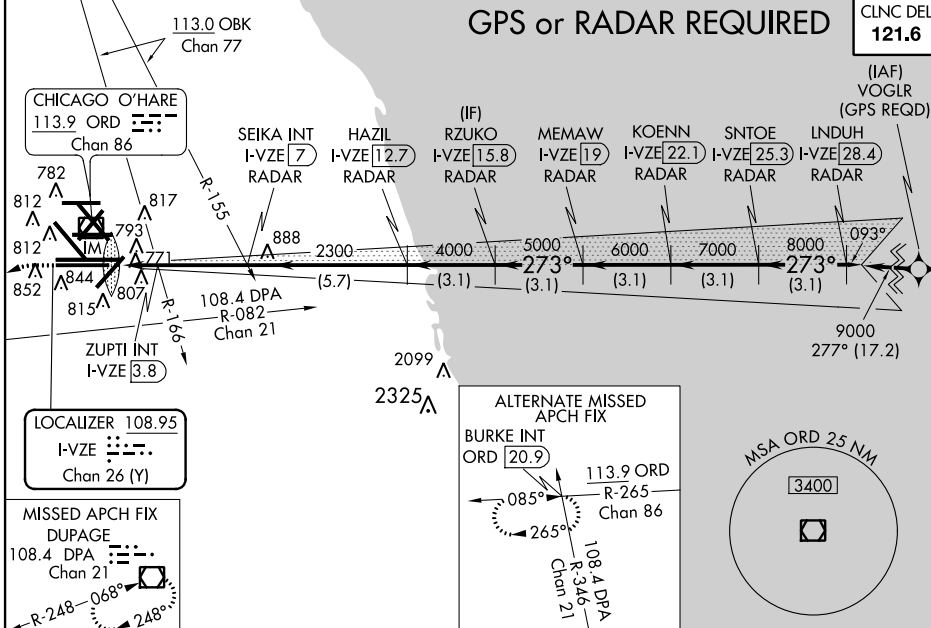 GPS or RADAR REQUIRED
CLNC DEL
121.6
113.0 OBK
Chan 77
CHICAGO O'HARE
113.9 ORD
Chan 86
(IAF)
VOGLR
(GPS REQD)
SEIKA INT
I-VZE 7
RADAR
HAZIL
I-VZE 12.7
RADAR
(IF)
RZUKO
I-VZE 15.8
RADAR
MEMAW
I-VZE 19
RADAR
KOENN
I-VZE 22.1
RADAR
SNTOE
I-VZE 25.3
RADAR
LNDUH
I-VZE 28.4
RADAR
R-155
782
812
812
852
844
815
IM
817
793
771
807
888
2300
(5.7)
4000
(3.1)
5000
273°
(3.1)
6000
(3.1)
7000
(3.1)
8000
273°
(3.1)
093°
9000
277° (17.2)
R-166
108.4 DPA
R-082
Chan 21
ZUPTI INT
I-VZE 3.8
2099
2325
LOCALIZER 108.95
I-VZE
Chan 26 (Y)
MISSED APCH FIX
DUPAGE
108.4 DPA
Chan 21
R-248
068°
248°
ALTERNATE MISSED
APCH FIX
BURKE INT
ORD 20.9
113.9 ORD
R-265
Chan 86
085°
265°
108.4 DPA
R-346
Chan 21
MSA ORD 25 NM
3400